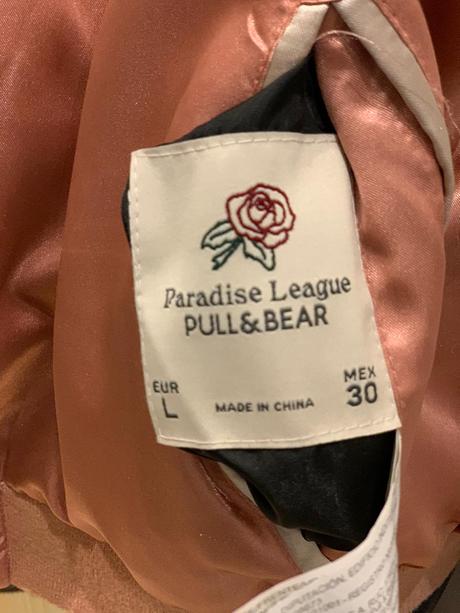 Paradise League
PULL&BEAR
EUR
L
MADE IN CHINA
MEX
30